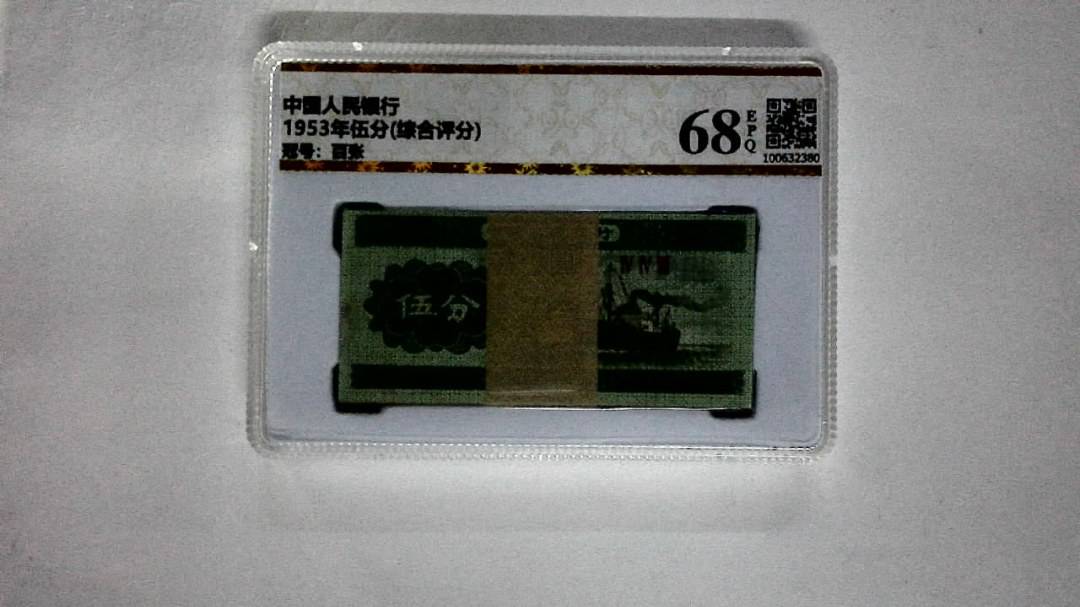 中国人民银行
1953年伍分(综合评分)
冠号：百张
68
EPQ
100632380
伍分